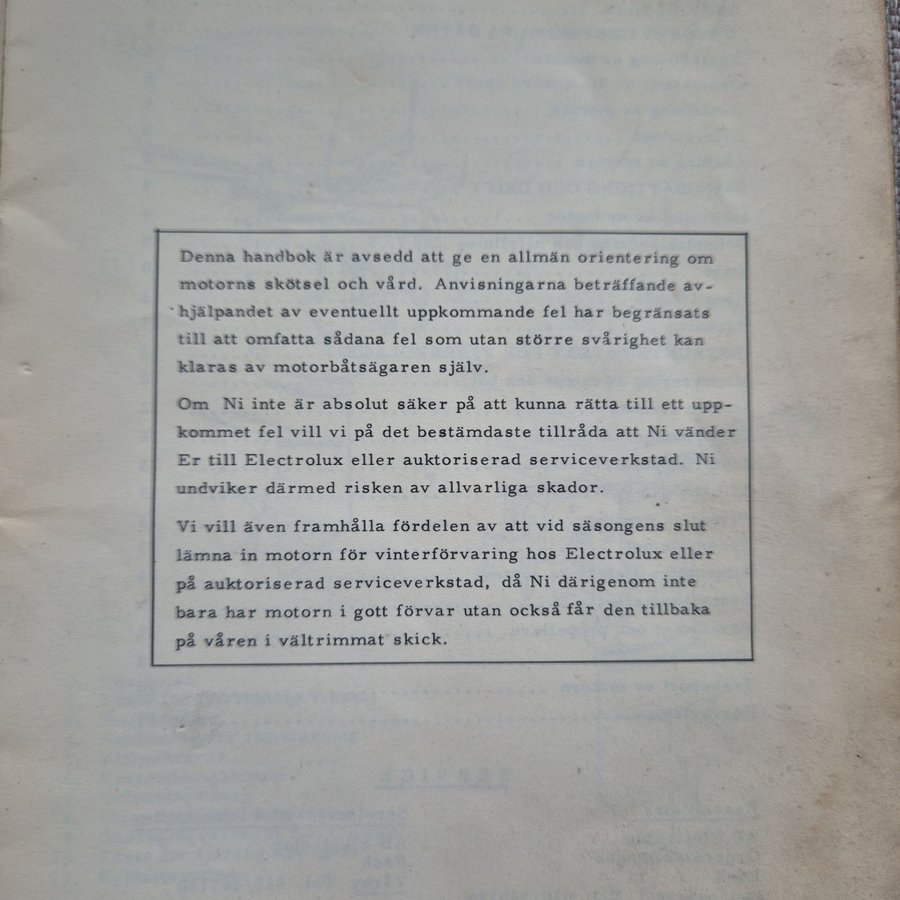 Denna handbok är avsedd att ge en allmän orientering om
motorns skötsel och vård. Anvisningarna beträffande av-
hjälpandet av eventuellt uppkommande fel har begränsats
till att omfatta sådana fel som utan större svårighet kan
klaras av motorbåtsägaren själv.
Om Ni inte är absolut säker på att kunna rätta till ett upp-
kommet fel vill vi på det bestämdaste tillråda att Ni vänder
Er till Electrolux eller auktoriserad serviceverkstad. Ni
undviker därmed risken av allvarliga skador.
Vi vill även framhålla fördelen av att vid säsongens slut
lämna in motorn för vinterförvaring hos Electrolux eller
på auktoriserad serviceverkstad, då Ni därigenom inte
bara har motorn i gott förvar utan också får den tillbaka
på våren i vältrimmat skick.